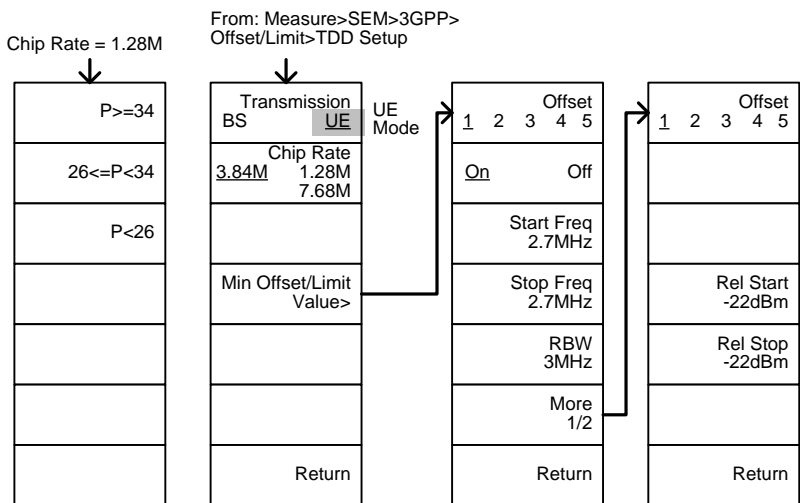 From: Measure>SEM>3GPP>
Offset/Limit>TDD Setup
Chip Rate = 1.28M
P>=34
26<=P<34
P<26
Transmission
BS UE
UE
Mode
Chip Rate
3.84M 1.28M
7.68M
Min Offset/Limit
Value>
Return
Offset
1 2 3 4 5
On Off
Start Freq
2.7MHz
Stop Freq
2.7MHz
RBW
3MHz
More
1/2
Return
Offset
1 2 3 4 5
Rel Start
-22dBm
Rel Stop
-22dBm
Return